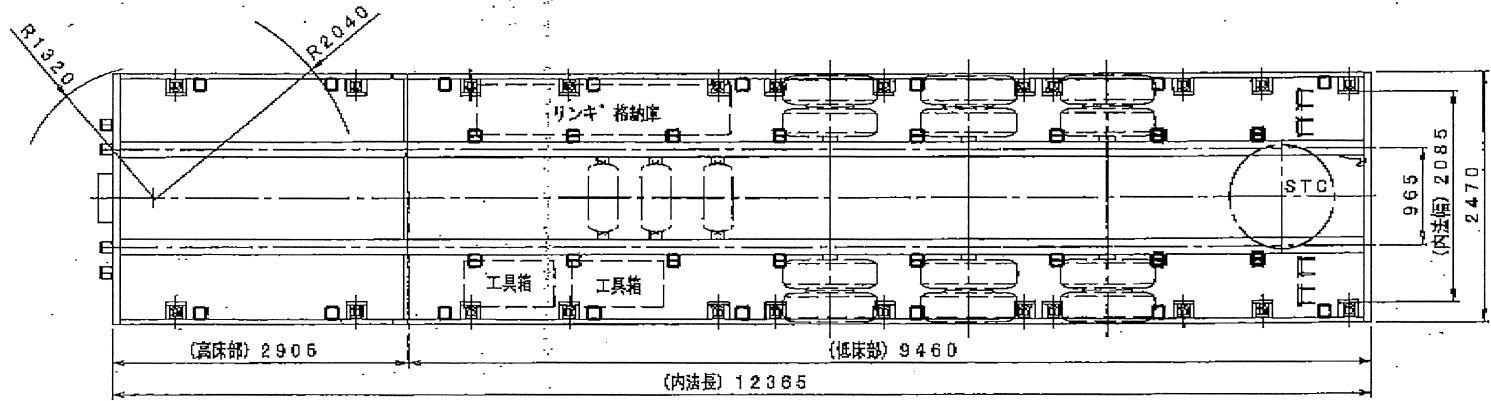 R1320
R2040
リンキﾞ格納庫
STC
965
(内法幅) 2085
2470
工具箱
工具箱
(高床部) 2905
(低床部) 9460
(内法長) 12365